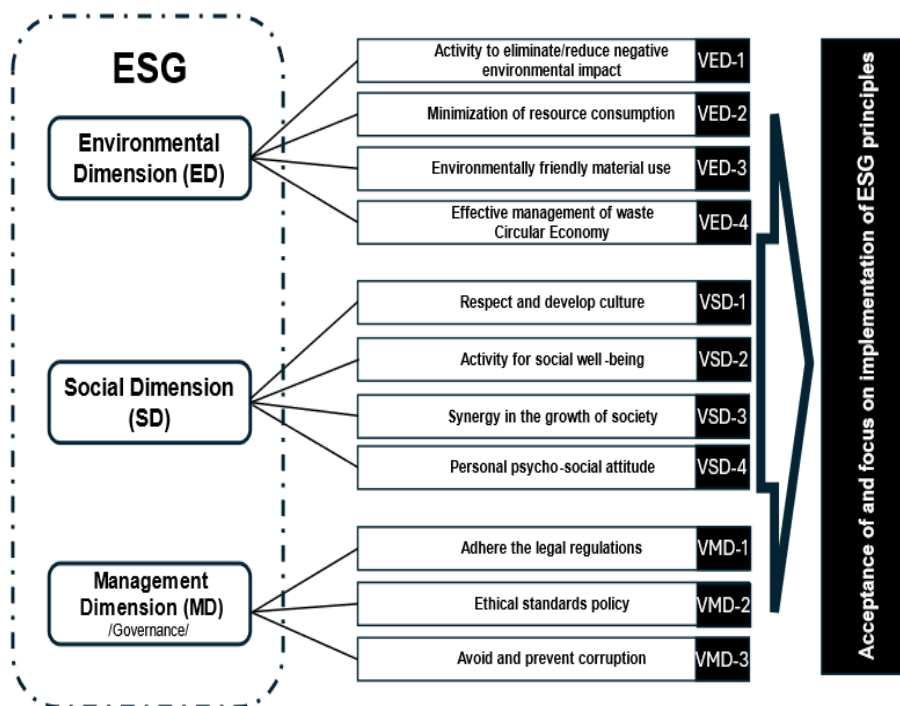 ESG
Environmental
Dimension (ED)
Activity to eliminate/reduce negative
environmental impact
VED-1
Minimization of resource consumption
VED-2
Environmentally friendly material use
VED-3
Effective management of waste
Circular Economy
VED-4
Social Dimension
(SD)
Respect and develop culture
VSD-1
Activity for social well-being
VSD-2
Synergy in the growth of society
VSD-3
Personal psycho-social attitude
VSD-4
Management
Dimension (MD)
/Governance/
Adhere the legal regulations
VMD-1
Ethical standards policy
VMD-2
Avoid and prevent corruption
VMD-3
Acceptance of and focus on implementation of ESG principles